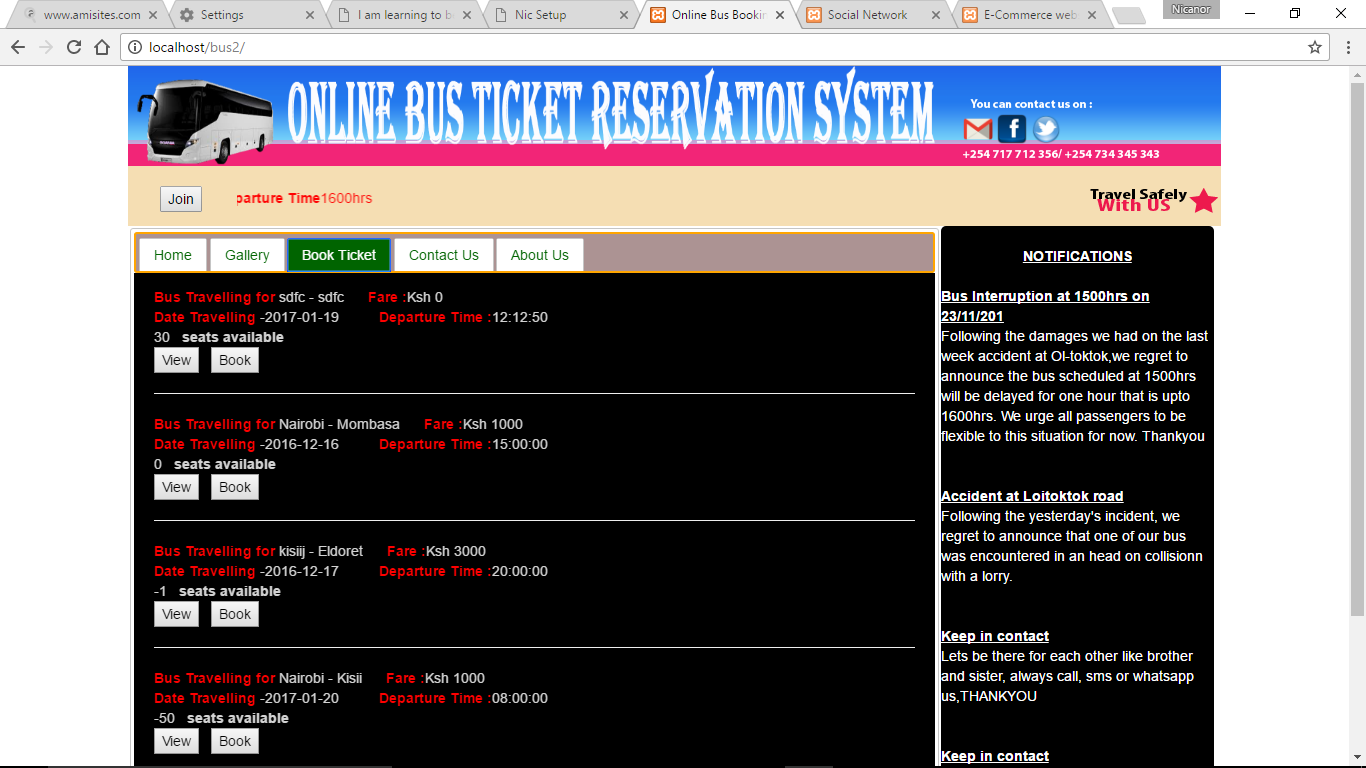 www.amisites.com
Settings
I am learning to b
Nic Setup
Online Bus Bookin
Social Network
E-Commerce web
Nicanor
localhost/bus2/
ONLINE BUS TICKET RESERVATION SYSTEM
You can contact us on :
+254 717 712 356/ +254 734 345 343
Join
parture Time1600hrs
Travel Safely
With US
Home
Gallery
Book Ticket
Contact Us
About Us
Bus Travelling for sdfc - sdfc Fare :Ksh 0
Date Travelling -2017-01-19 Departure Time :12:12:50
30 seats available
View Book
Bus Travelling for Nairobi - Mombasa Fare :Ksh 1000
Date Travelling -2016-12-16 Departure Time :15:00:00
0 seats available
View Book
Bus Travelling for kisiij - Eldoret Fare :Ksh 3000
Date Travelling -2016-12-17 Departure Time :20:00:00
-1 seats available
View Book
Bus Travelling for Nairobi - Kisii Fare :Ksh 1000
Date Travelling -2017-01-20 Departure Time :08:00:00
-50 seats available
View Book
NOTIFICATIONS
Bus Interruption at 1500hrs on
23/11/201
Following the damages we had on the last
week accident at Ol-toktok,we regret to
announce the bus scheduled at 1500hrs
will be delayed for one hour that is upto
1600hrs. We urge all passengers to be
flexible to this situation for now. Thankyou
Accident at Loitoktok road
Following the yesterday's incident, we
regret to announce that one of our bus
was encountered in an head on collisionn
with a lorry.
Keep in contact
Lets be there for each other like brother
and sister, always call, sms or whatsapp
us,THANKYOU
Keep in contact